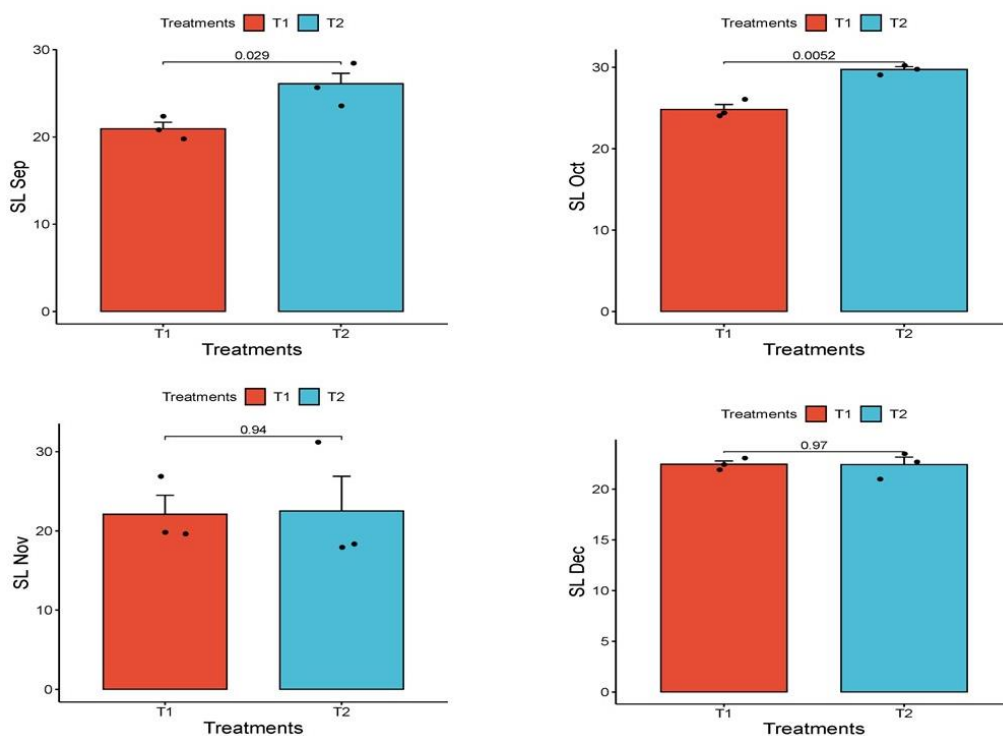 Treatments T1 T2
0.029
30
20
10
0
SL Sep
T1 T2
Treatments
Treatments T1 T2
0.0052
30
20
10
0
SL Oct
T1 T2
Treatments
Treatments T1 T2
0.94
30
20
10
0
SL Nov
T1 T2
Treatments
Treatments T1 T2
0.97
20
15
10
5
0
SL Dec
T1 T2
Treatments